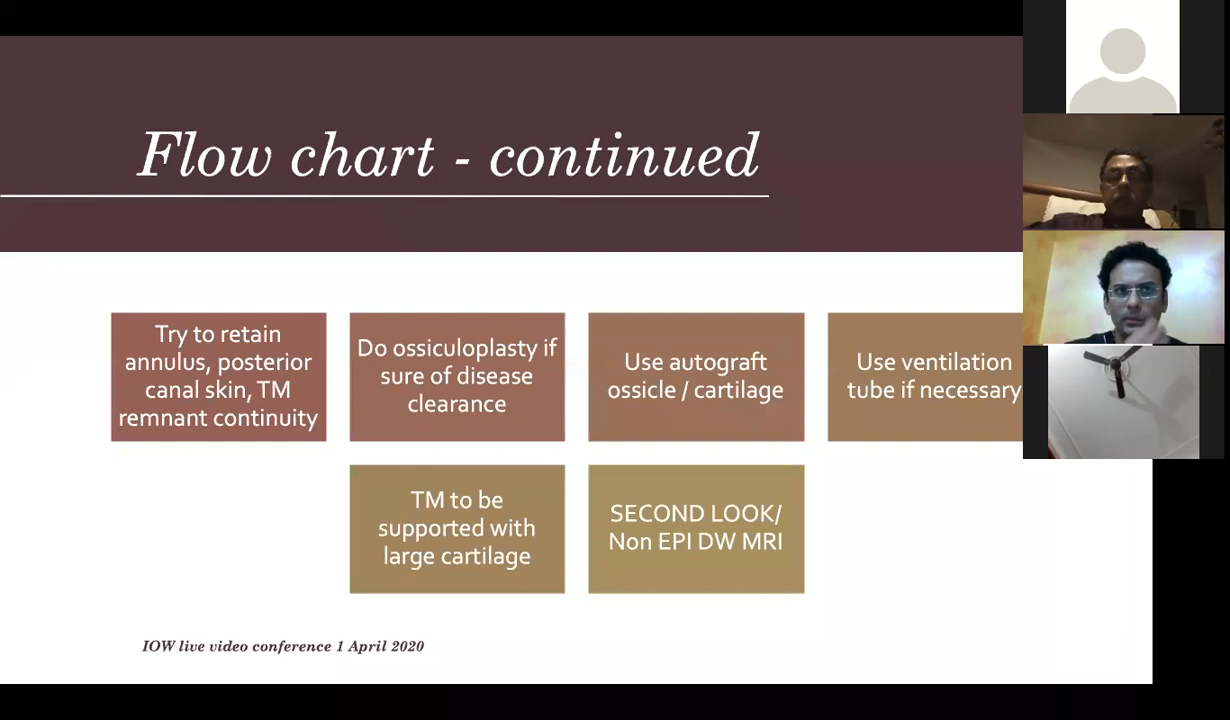 Flow chart - continued
Try to retain
annulus, posterior
canal skin, TM
remnant continuity
Do ossiculoplasty if
sure of disease
clearance
Use autograft
ossicle / cartilage
Use ventilation
tube if necessary
TM to be
supported with
large cartilage
SECOND LOOK/
Non EPI DW MRI
IOW live video conference 1 April 2020